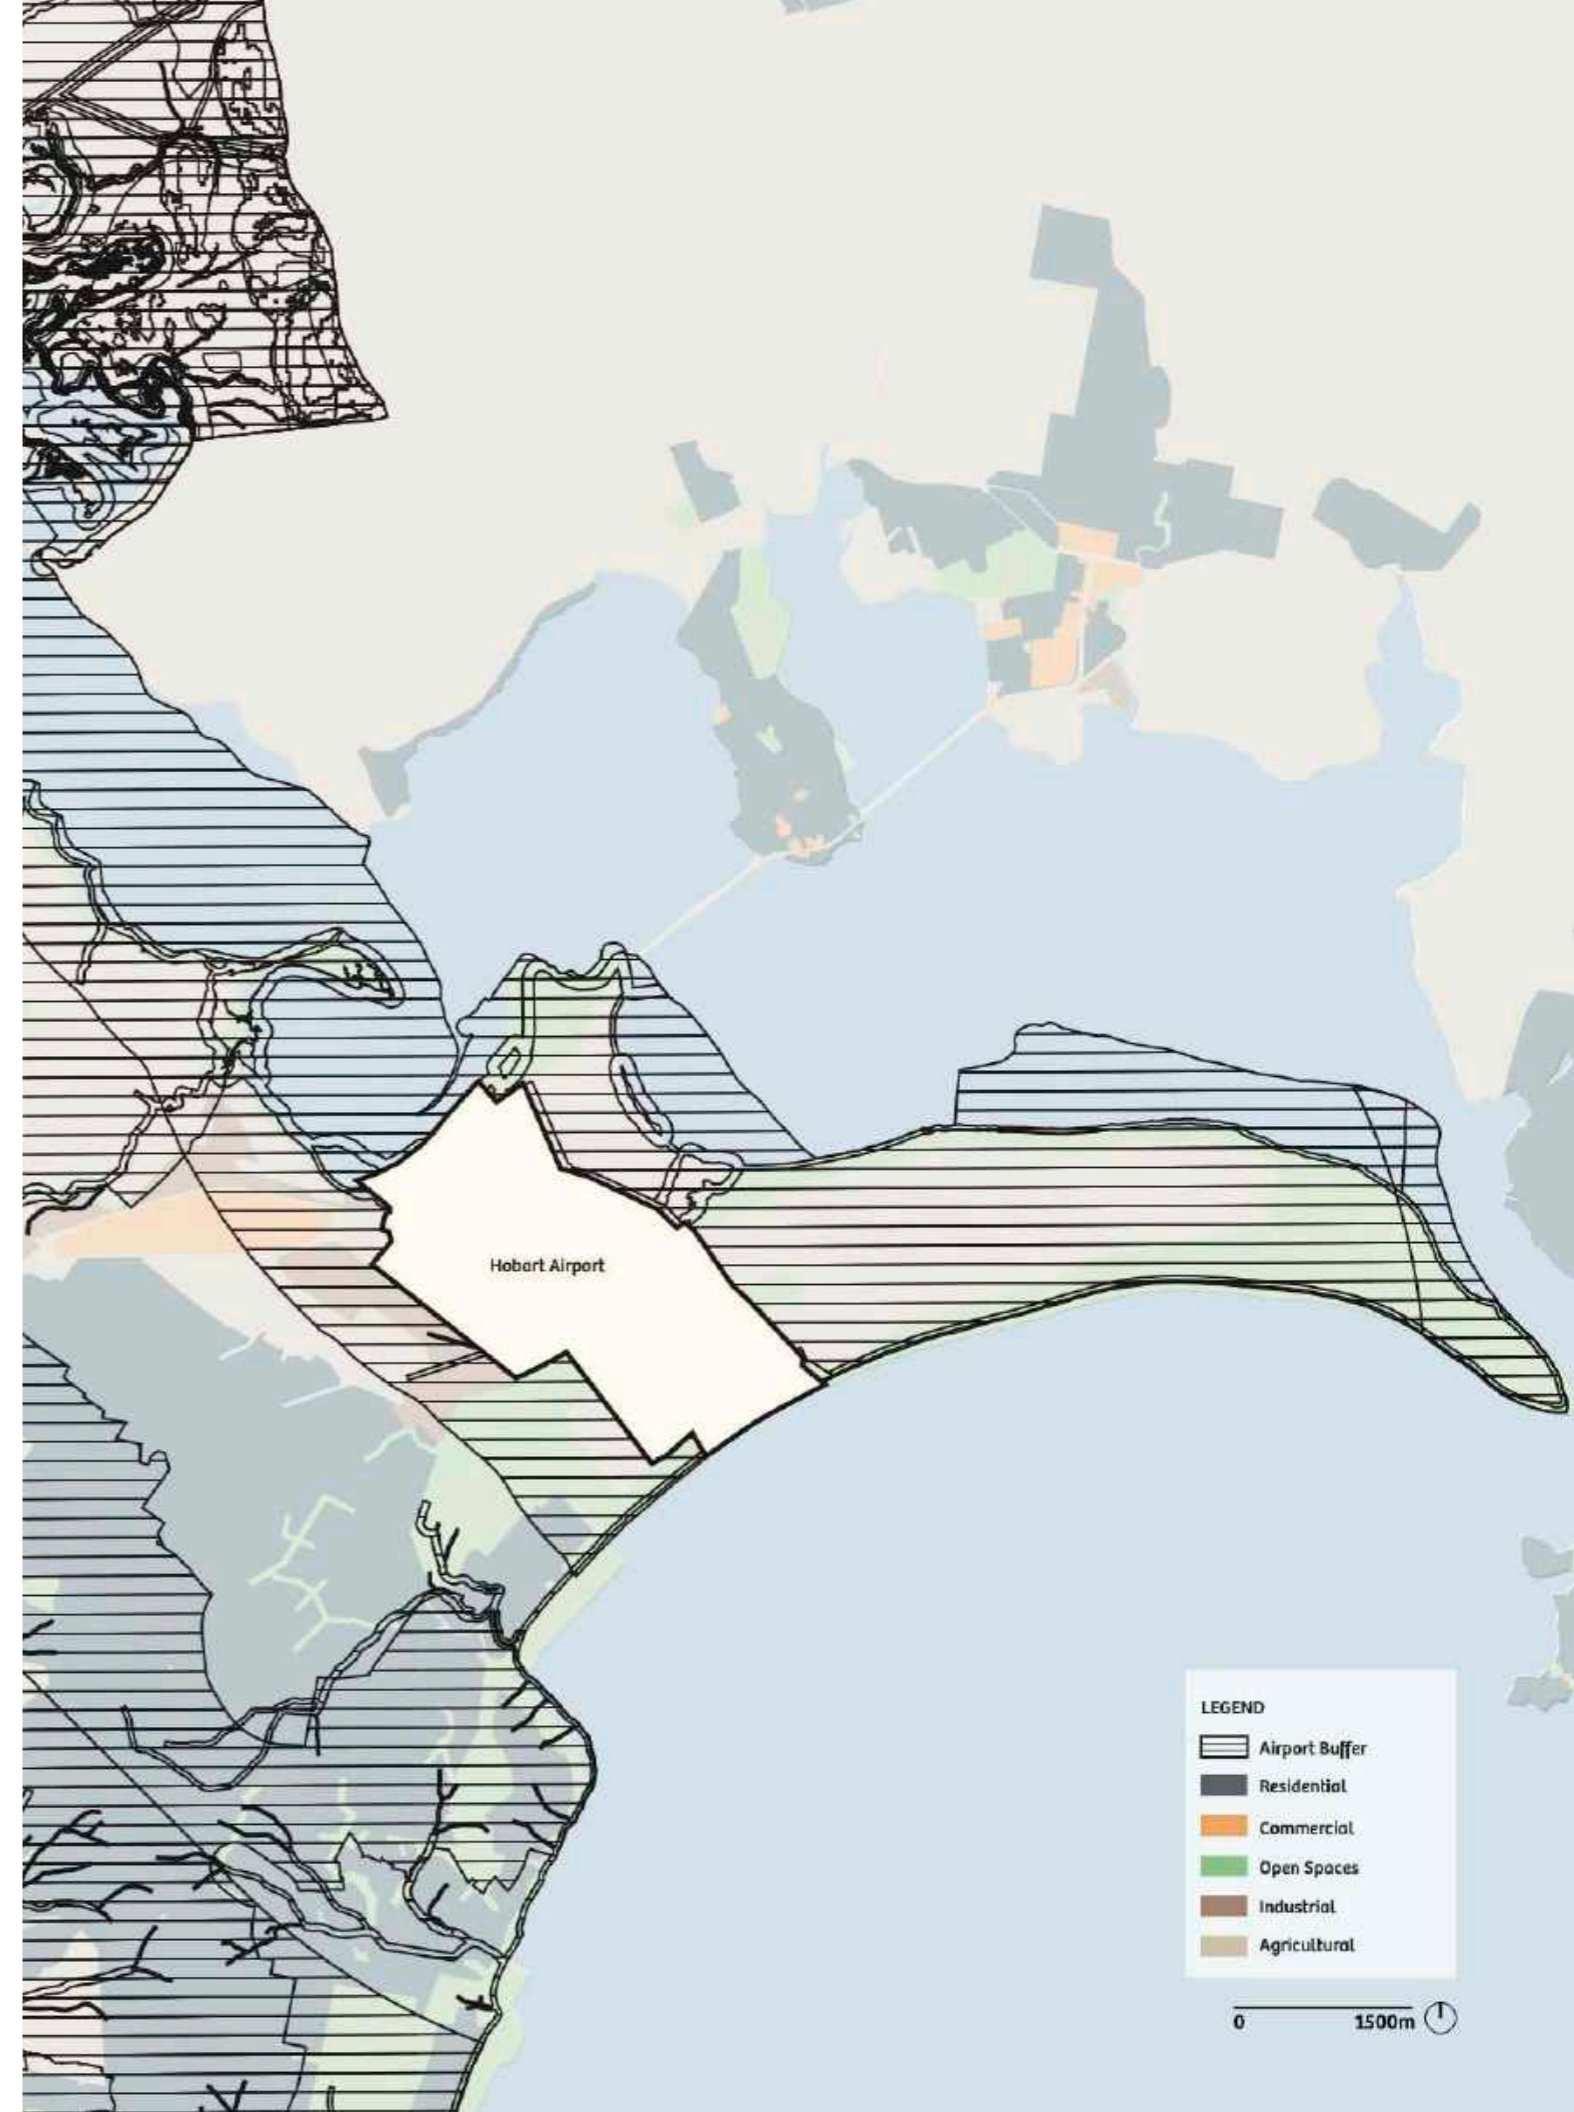 Hobart Airport
LEGEND
Airport Buffer
Residential
Commercial
Open Spaces
Industrial
Agricultural
0 1500m